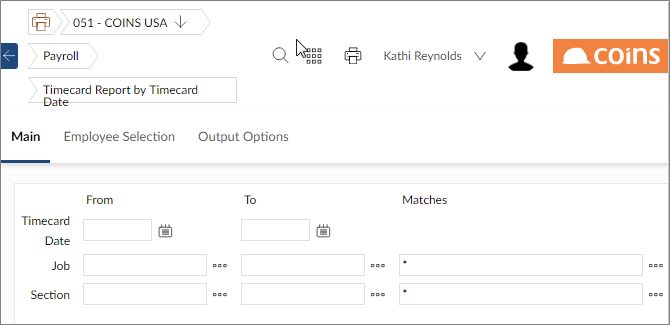 051 - COINS USA
Payroll
Kathi Reynolds
coins
Timecard Report by Timecard
Date
Main Employee Selection Output Options
From To Matches
Timecard
Date
Job *
Section *